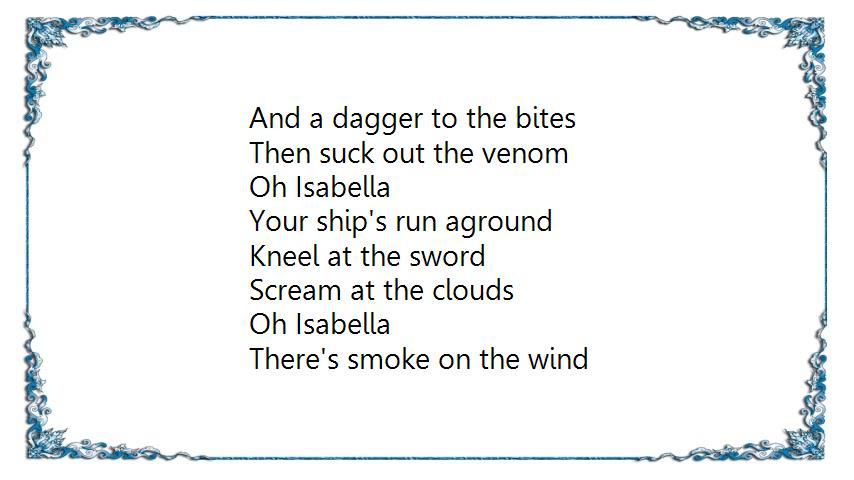 And a dagger to the bites
Then suck out the venom
Oh Isabella
Your ship's run aground
Kneel at the sword
Scream at the clouds
Oh Isabella
There's smoke on the wind